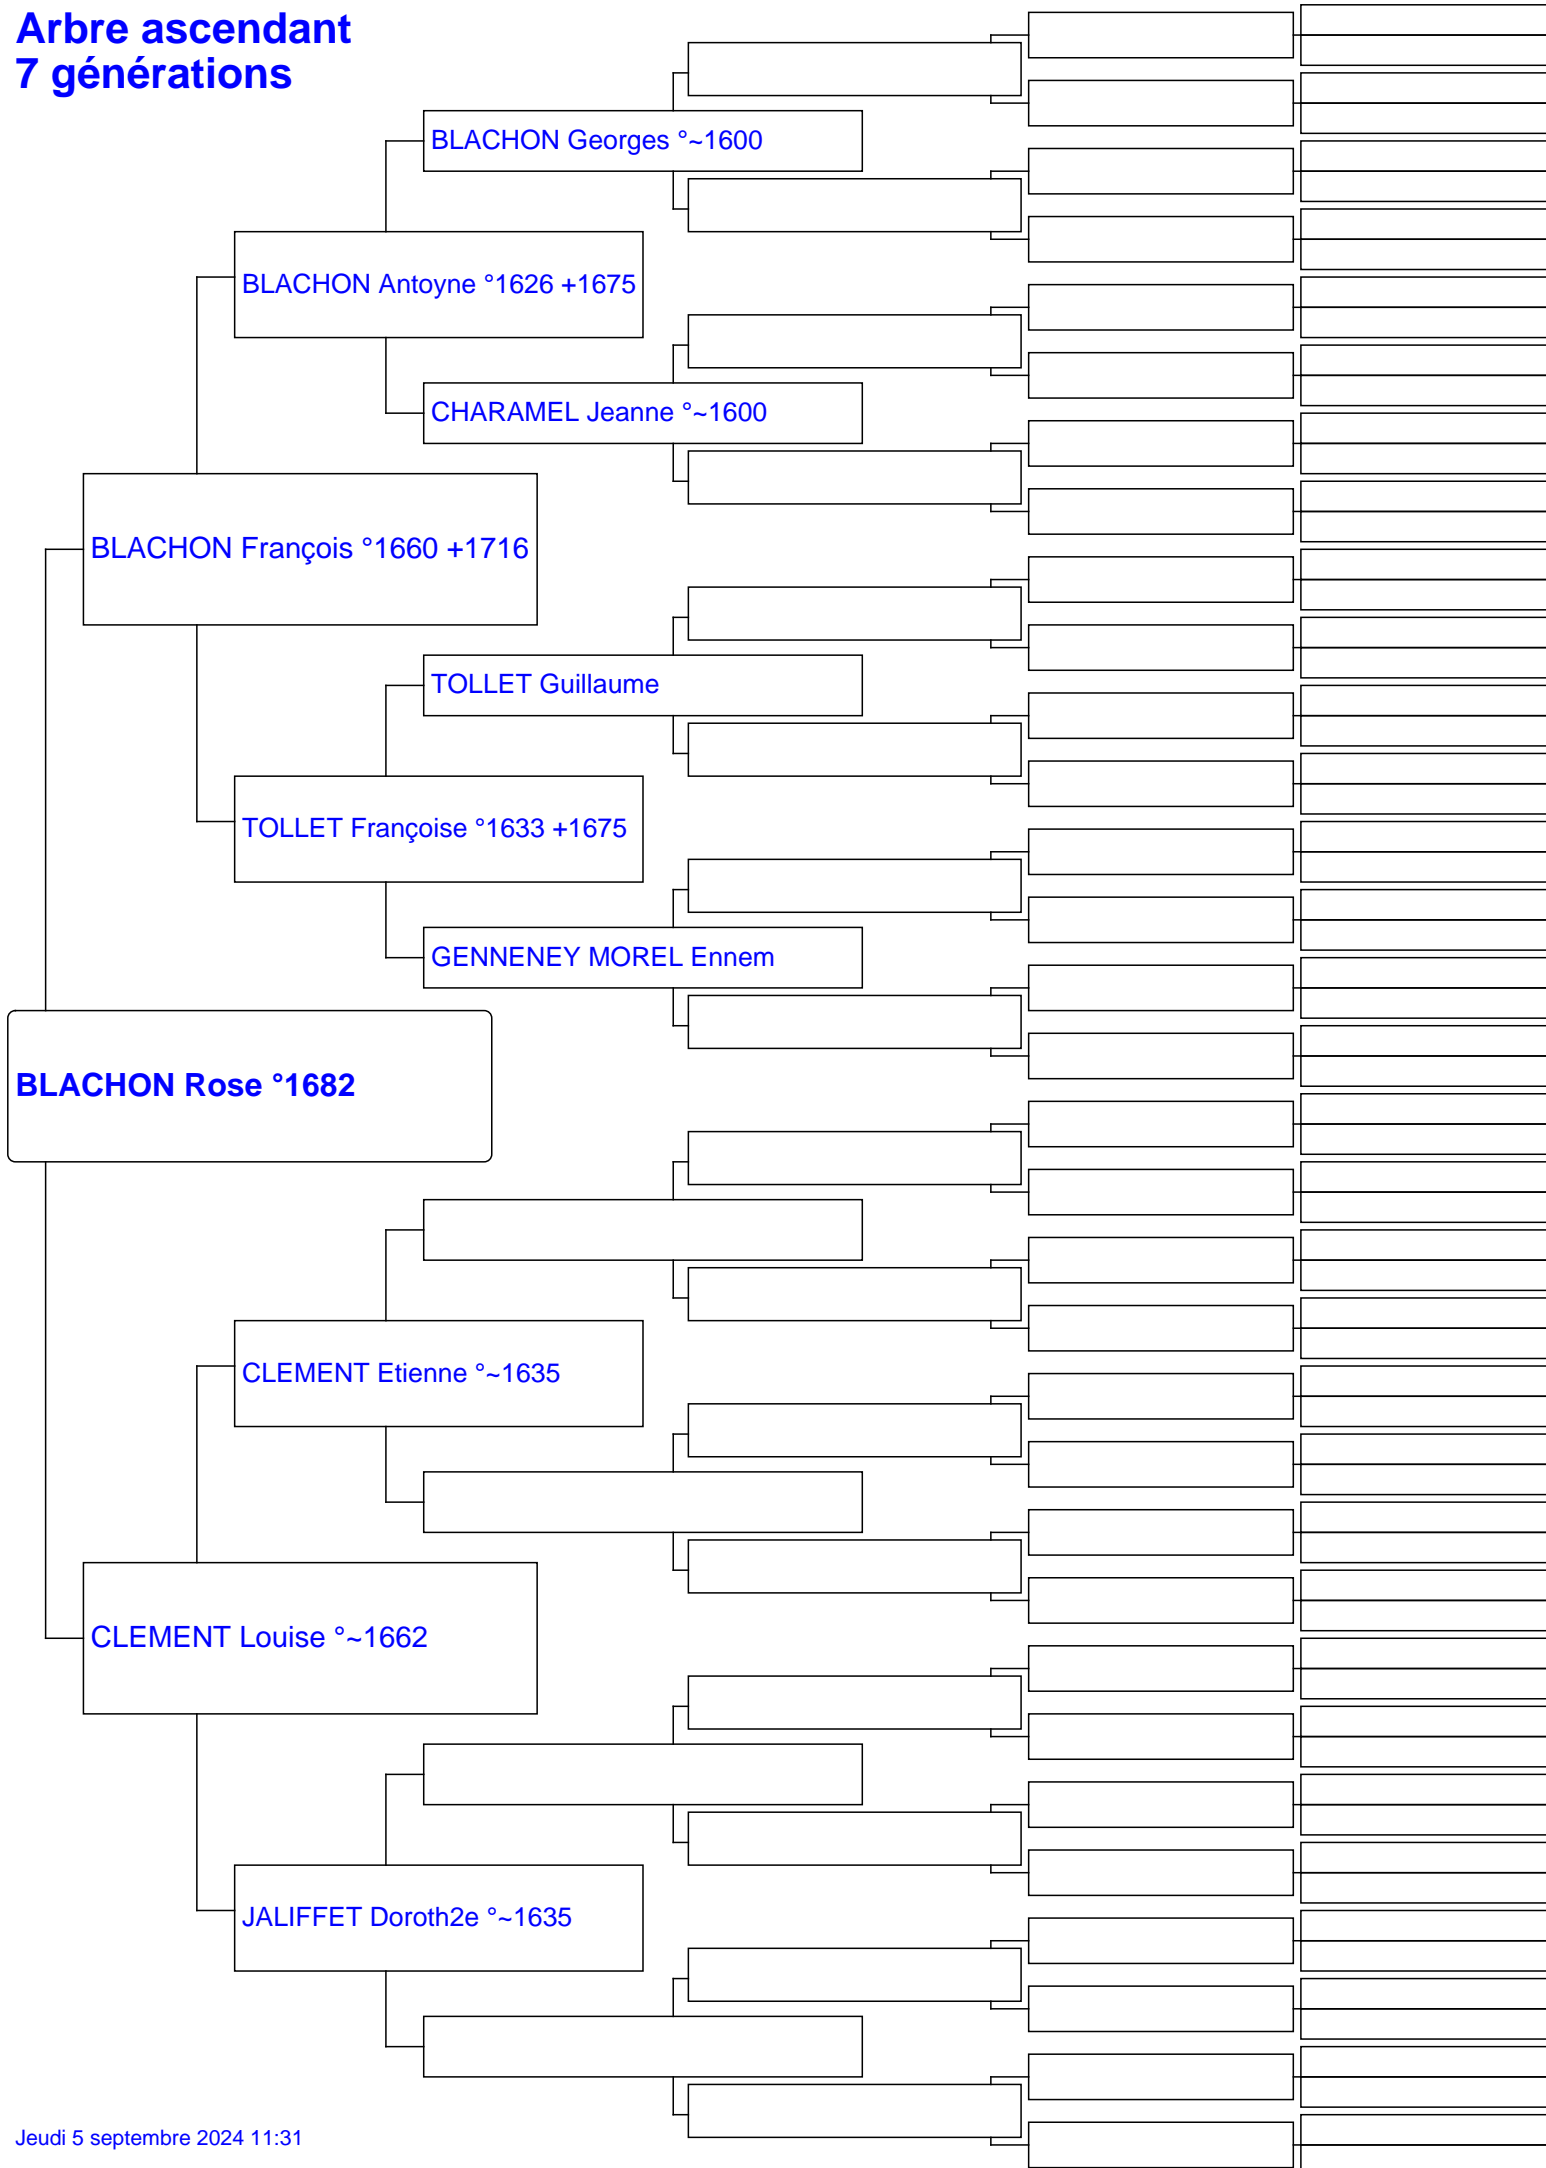 Arbre ascendant
7 générations
BLACHON Georges °~1600
BLACHON Antoyne °1626 +1675
CHARAMEL Jeanne °~1600
BLACHON François °1660 +1716
TOLLET Guillaume
TOLLET Françoise °1633 +1675
GENNENEY MOREL Ennem
BLACHON Rose °1682
CLEMENT Etienne °~1635
CLEMENT Louise °~1662
JALIFFET Doroth2e °~1635
Jeudi 5 septembre 2024 11:31